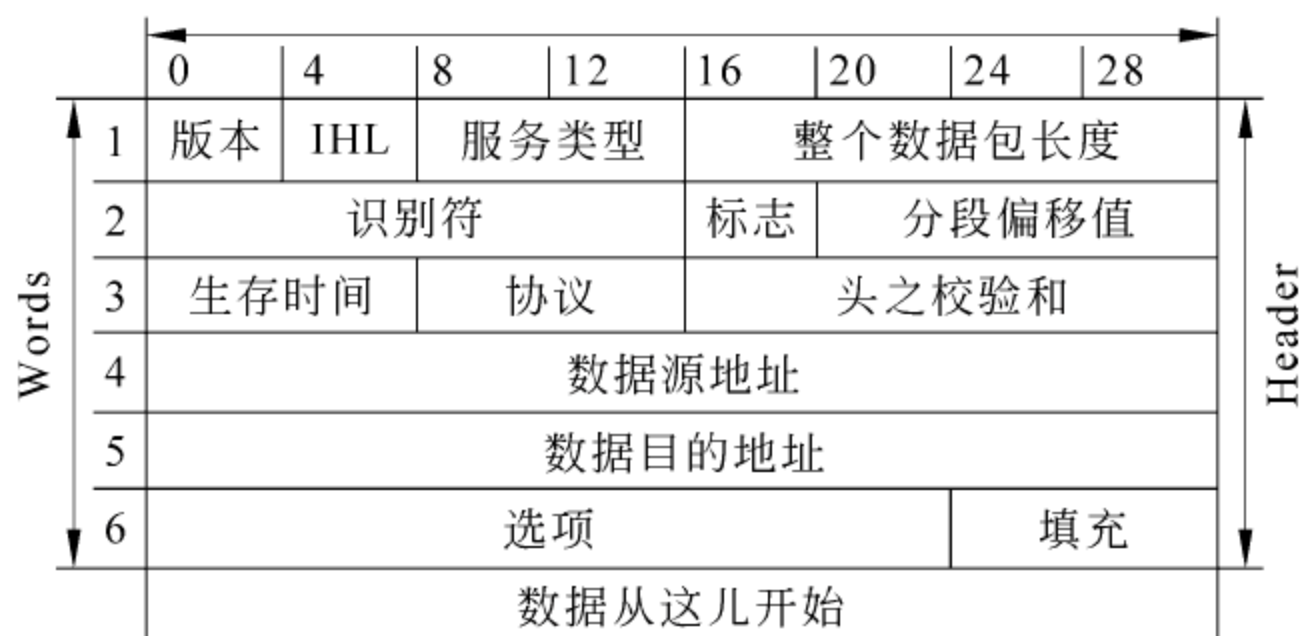 0 4 8 12 16 20 24 28
1 版本 IHL 服务类型 整个数据包长度
2 识别符 标志 分段偏移值
3 生存时间 协议 头之校验和
4 数据源地址
5 数据目的地址
6 选项 填充
数据从这儿开始
Words
Header